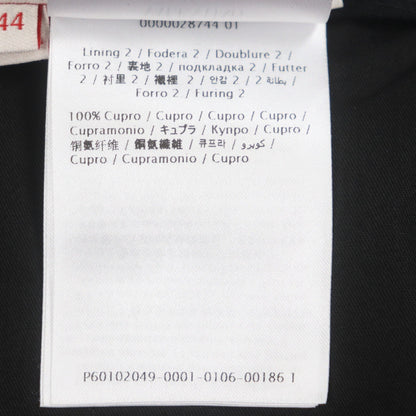 44
0000028744 01
Lining 2 / Fodera 2 / Doublure 2 /
Forro 2 / 裏地 2 / подкладка 2 / Futter
2 / 衬里 2 / 襯裡 2 / 안감 2 / بطانة 2 /
Forro 2 / Furing 2
100% Cupro / Cupro / Cupro / Cupro /
Cupramonio / キュプラ / Купро / Cupro /
铜氨纤维 / 銅氨纖維 / 큐프라 / كوبرو /
Cupro / Cupramonio / Cupro
P60102049-0001-0106-00186 1